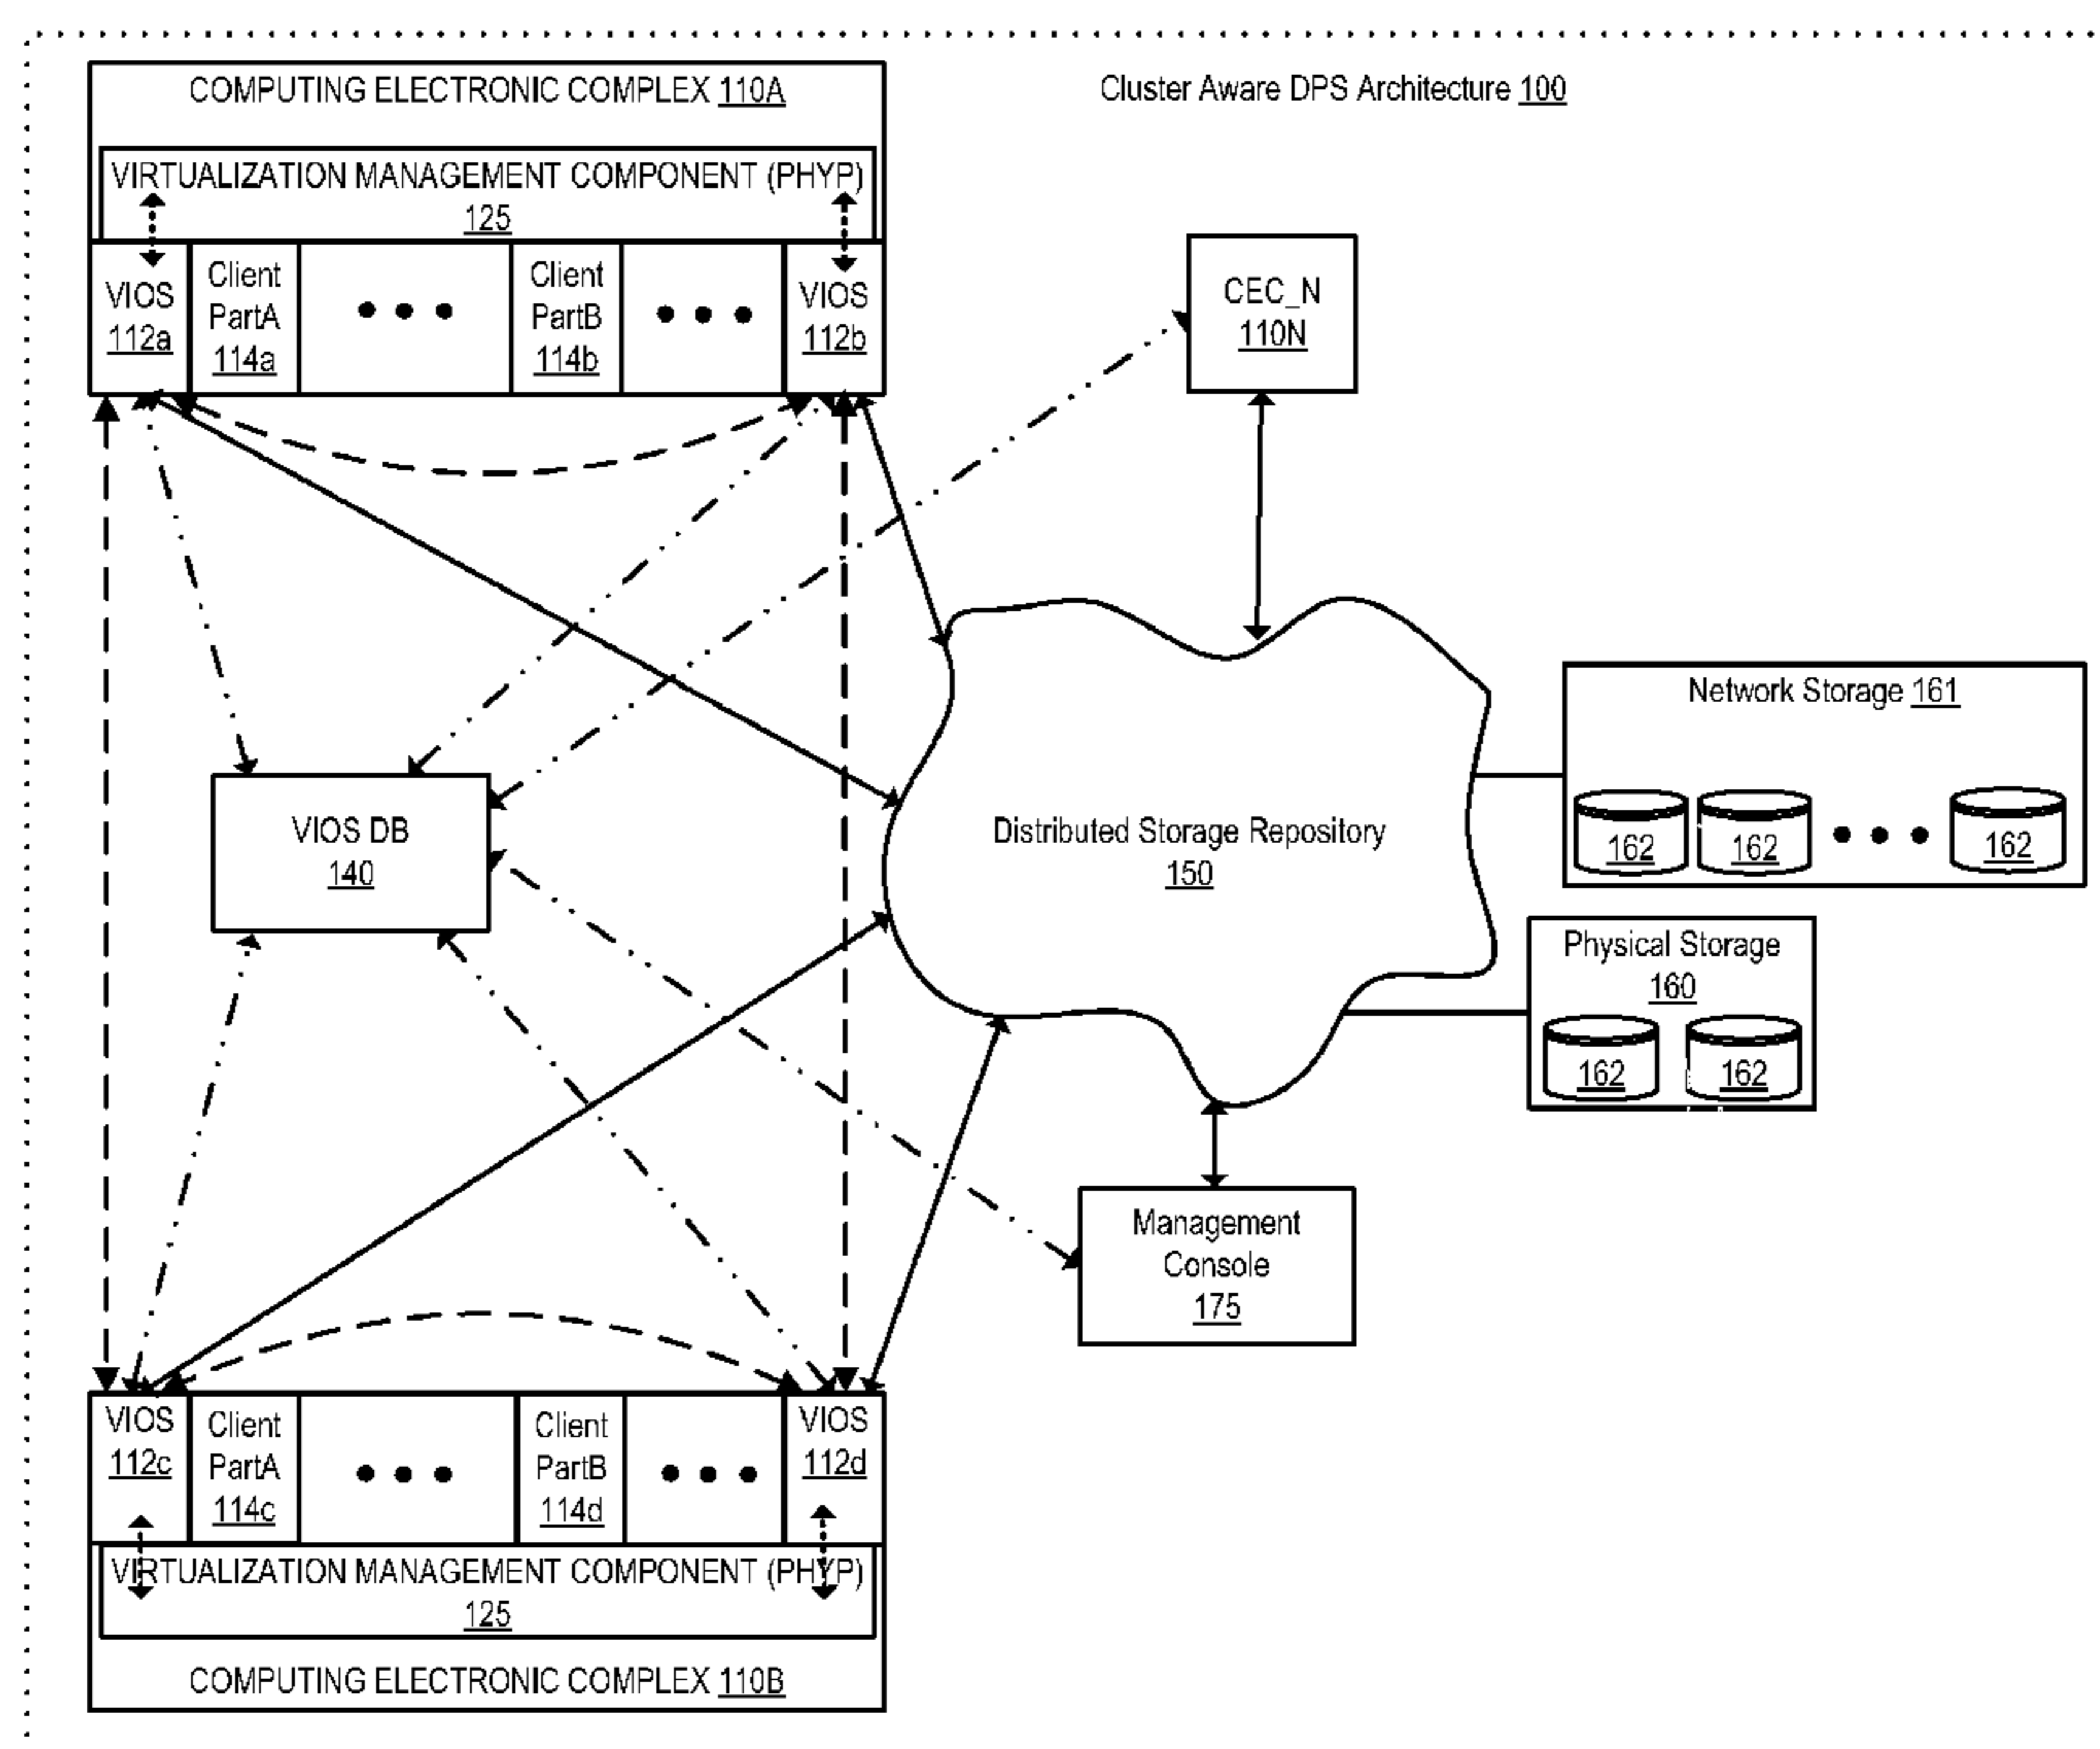 COMPUTING ELECTRONIC COMPLEX 110A
Cluster Aware DPS Architecture 100
VIRTUALIZATION MANAGEMENT COMPONENT (PHYP)
125
VIOS
112a
Client
PartA
114a
Client
PartB
114b
VIOS
112b
CEC_N
110N
Network Storage 161
162
162
162
VIOS DB
140
Distributed Storage Repository
150
Physical Storage
160
162
162
Management
Console
175
VIOS
112c
Client
PartA
114c
Client
PartB
114d
VIOS
112d
VIRTUALIZATION MANAGEMENT COMPONENT (PHYP)
125
COMPUTING ELECTRONIC COMPLEX 110B